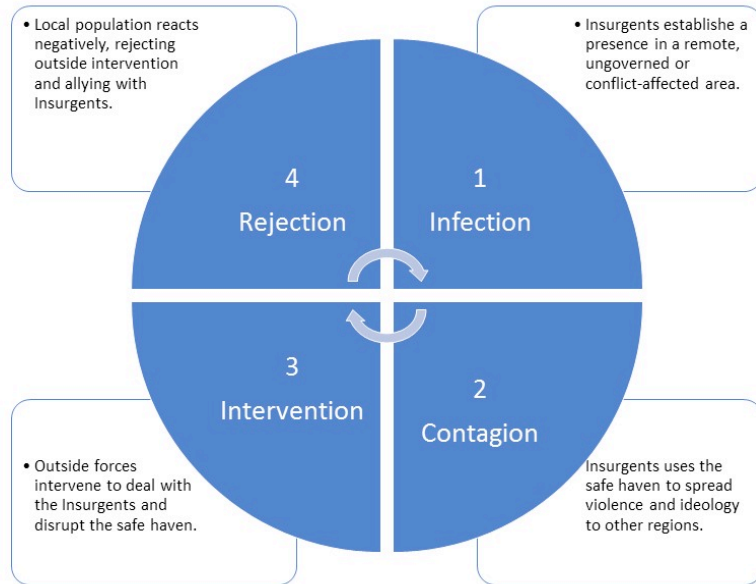 • Local population reacts
negatively, rejecting
outside intervention
and allying with
Insurgents.
• Insurgents establishe a
presence in a remote,
ungoverned or
conflict-affected area.
4
Rejection
1
Infection
3
Intervention
2
Contagion
• Outside forces
intervene to deal with
the Insurgents and
disrupt the safe haven.
Insurgents uses the
safe haven to spread
violence and ideology
to other regions.